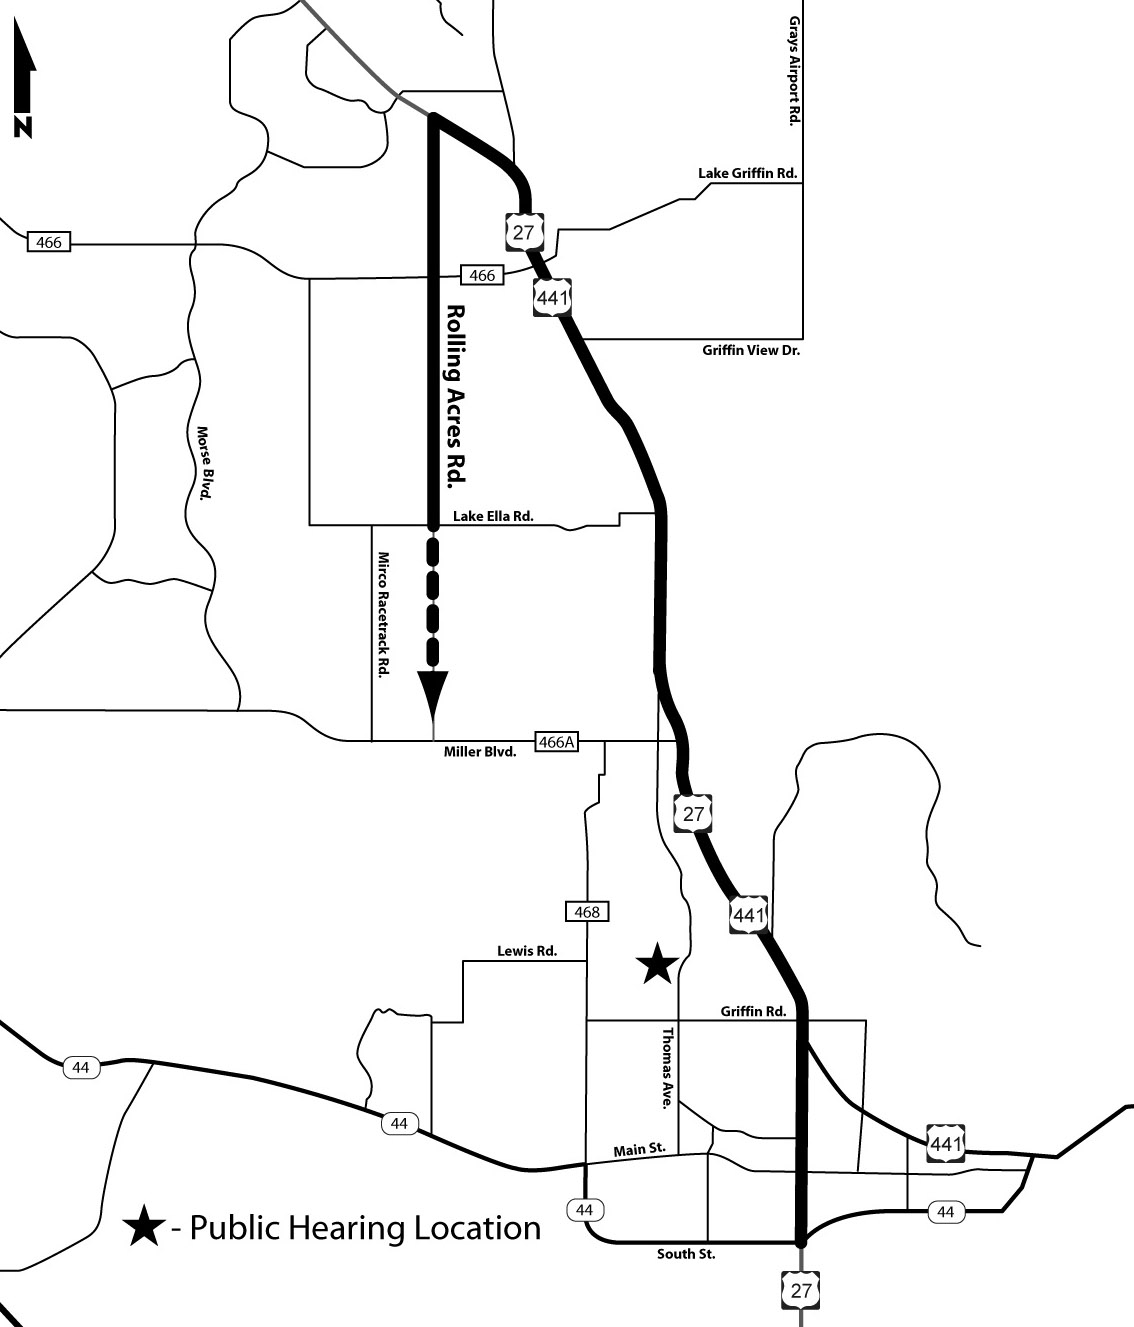 Grays Airport Rd.
N
Lake Griffin Rd.
27
466
466
441
Rolling Acres Rd.
Griffin View Dr.
Morse Blvd.
Lake Ella Rd.
Mirco Racetrack Rd.
466A
Miller Blvd.
27
468
441
Lewis Rd.
Griffin Rd.
Thomas Ave.
44
44
441
Main St.
44
44
- Public Hearing Location
South St.
27